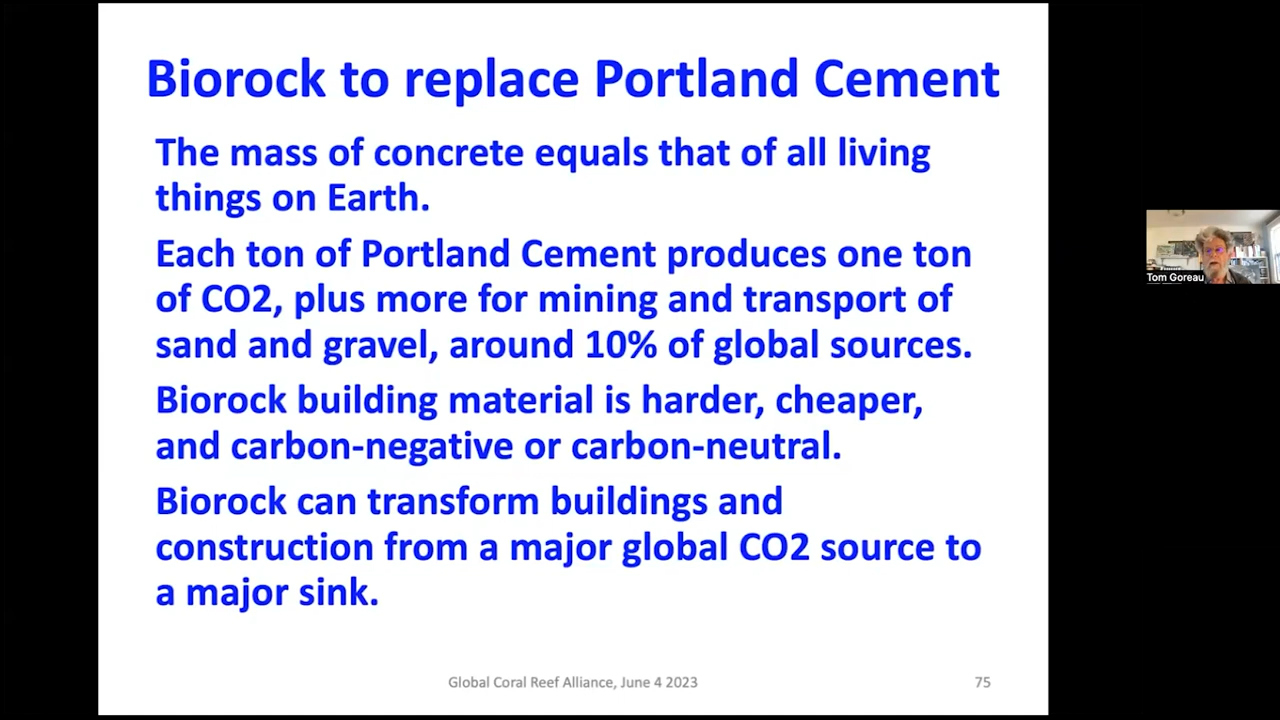 Biorock to replace Portland Cement
The mass of concrete equals that of all living
things on Earth.
Each ton of Portland Cement produces one ton
of CO2, plus more for mining and transport of
sand and gravel, around 10% of global sources.
Biorock building material is harder, cheaper,
and carbon-negative or carbon-neutral.
Biorock can transform buildings and
construction from a major global CO2 source to
a major sink.
Global Coral Reef Alliance, June 4 2023
75
Tom Goreau